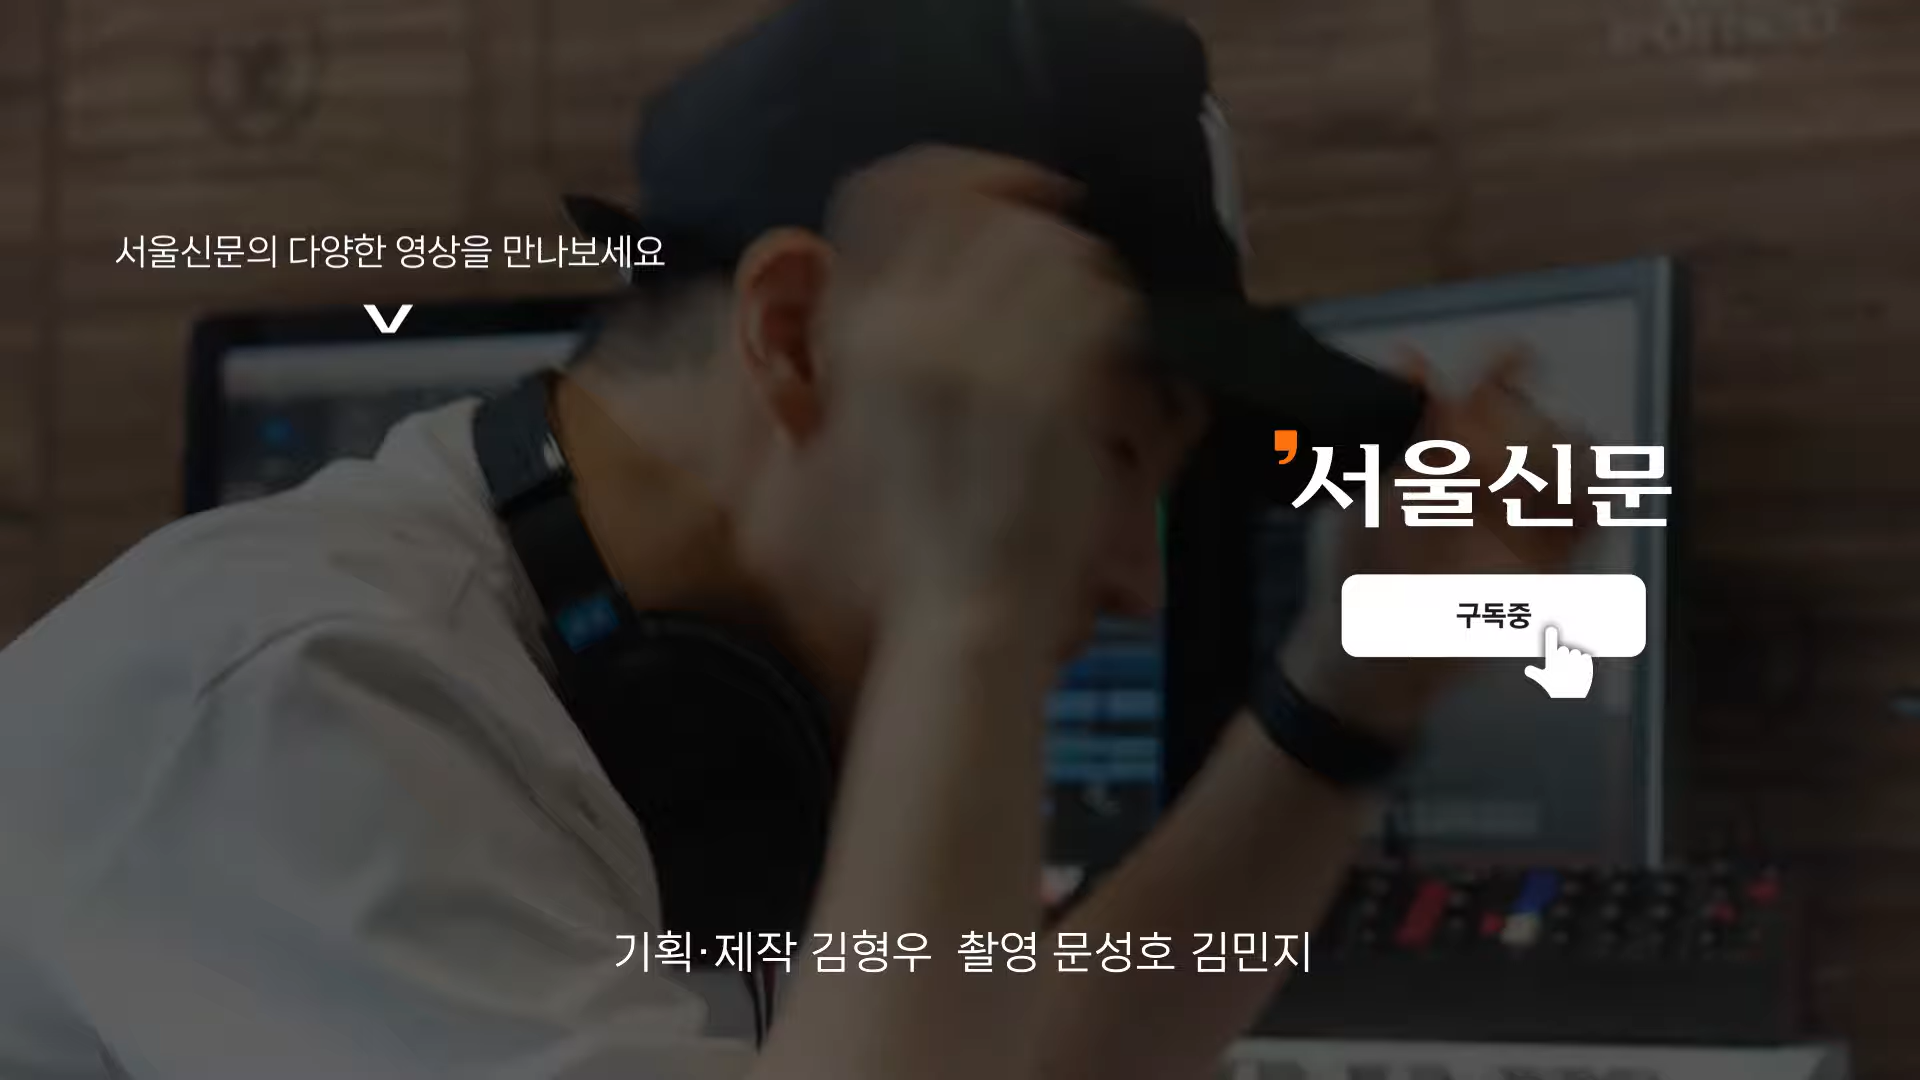 서울신문의 다양한 영상을 만나보세요
서울신문
구독중
기획·제작 김형우 촬영 문성호 김민지